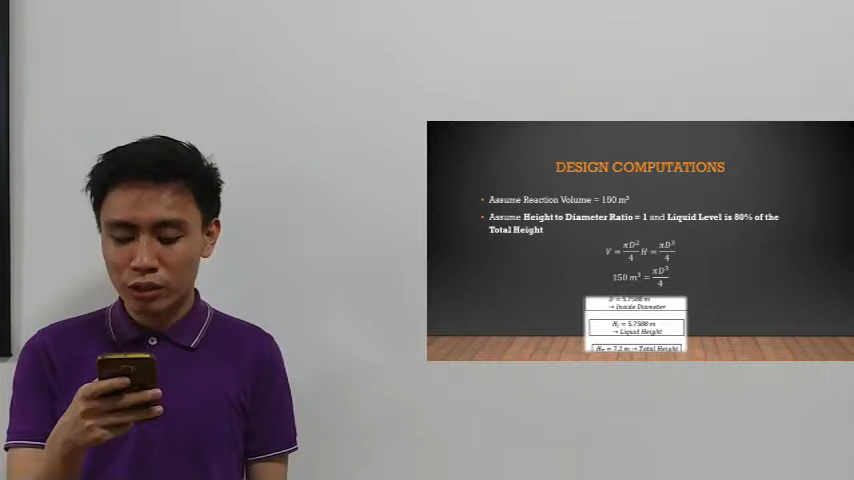 DESIGN COMPUTATIONS
• Assume Reaction Volume = 150 m³
• Assume Height to Diameter Ratio = 1 and Liquid Level is 80% of the
Total Height
V = πD²/4 H = πD³/4
150 m³ = πD³/4
D = 5.7588 m
→ Inside Diameter
Hₗ = 5.7588 m
→ Liquid Height
H_T = 7.2 m → Total Height